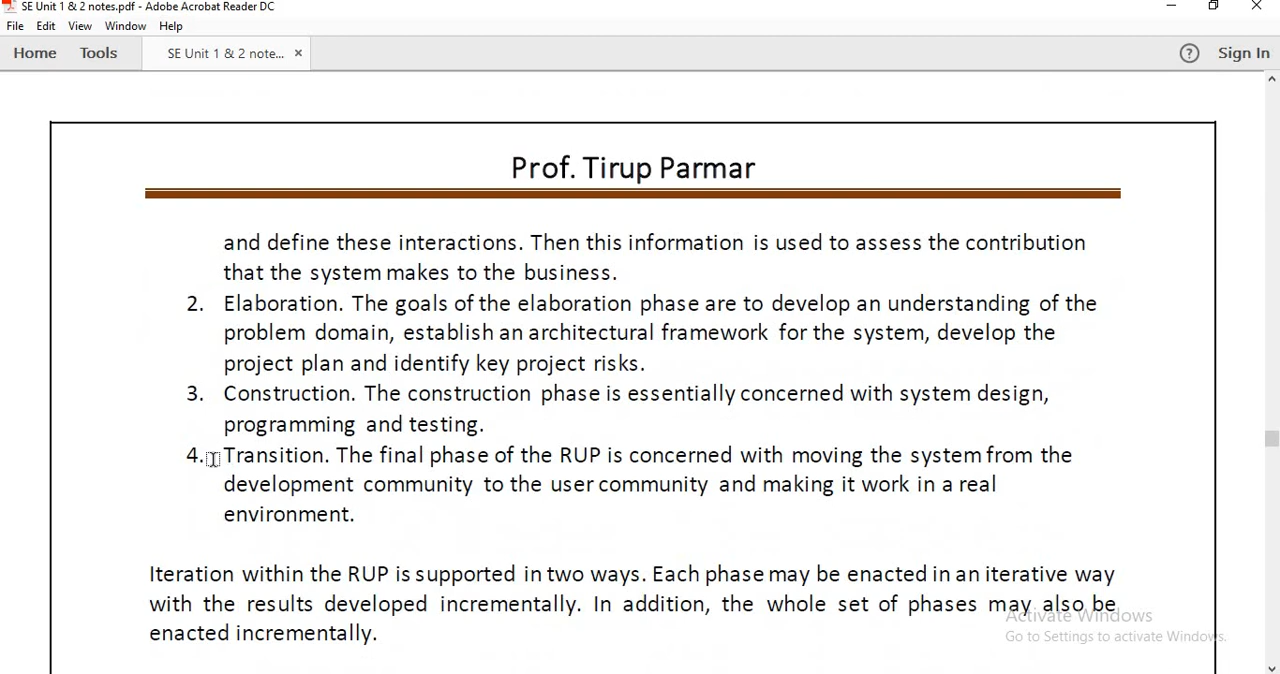 SE Unit 1 & 2 notes.pdf - Adobe Acrobat Reader DC
File Edit View Window Help
Home Tools SE Unit 1 & 2 note... × ? Sign In
Prof. Tirup Parmar
and define these interactions. Then this information is used to assess the contribution
that the system makes to the business.
2. Elaboration. The goals of the elaboration phase are to develop an understanding of the
problem domain, establish an architectural framework for the system, develop the
project plan and identify key project risks.
3. Construction. The construction phase is essentially concerned with system design,
programming and testing.
4. Transition. The final phase of the RUP is concerned with moving the system from the
development community to the user community and making it work in a real
environment.
Iteration within the RUP is supported in two ways. Each phase may be enacted in an iterative way
with the results developed incrementally. In addition, the whole set of phases may also be
enacted incrementally.
Activate Windows
Go to Settings to activate Windows.